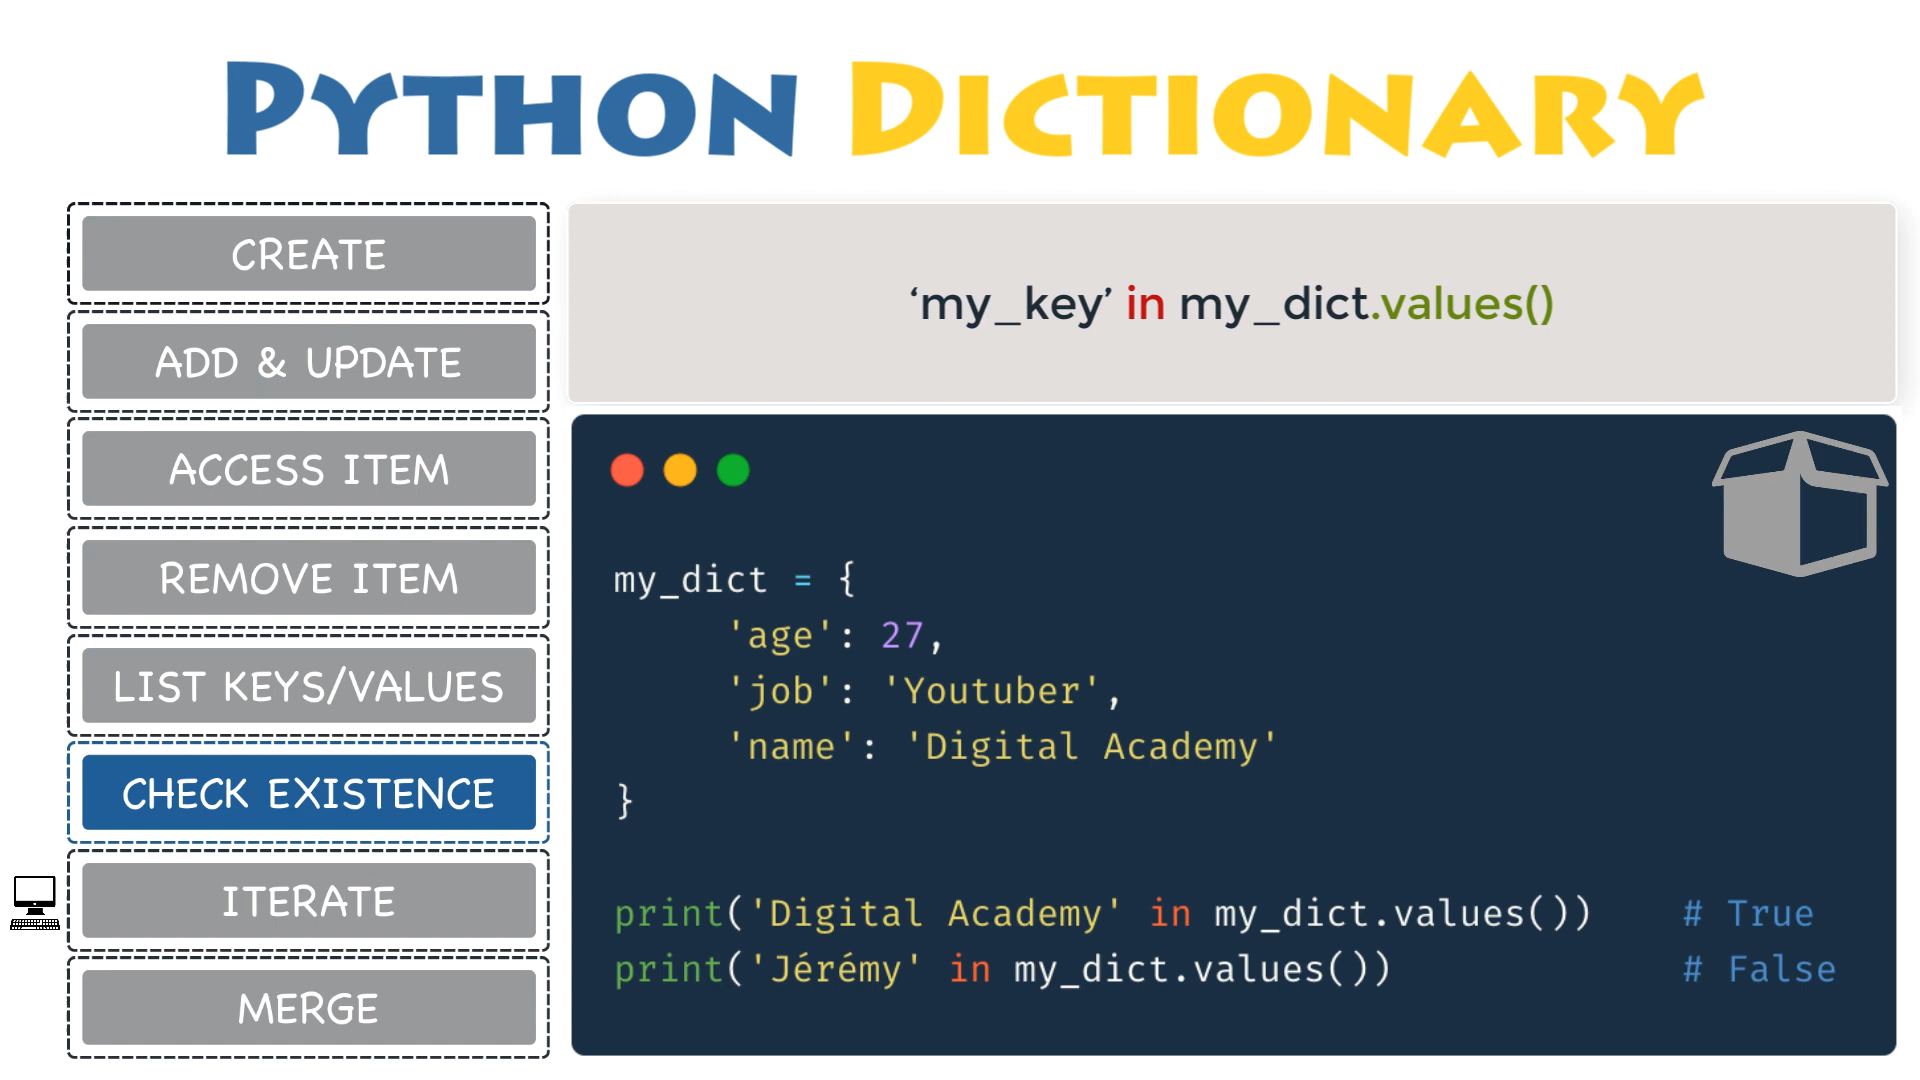 PYTHON DICTIONARY
CREATE
ADD & UPDATE
ACCESS ITEM
REMOVE ITEM
LIST KEYS/VALUES
CHECK EXISTENCE
ITERATE
MERGE
‘my_key’ in my_dict.values()
my_dict = {
'age': 27,
'job': 'Youtuber',
'name': 'Digital Academy'
}
print('Digital Academy' in my_dict.values()) # True
print('Jérémy' in my_dict.values()) # False